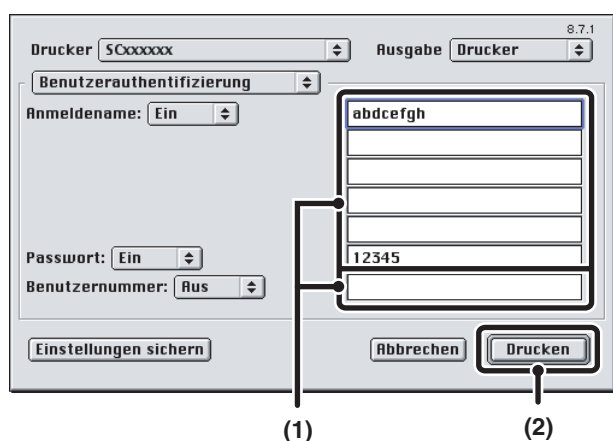 8.7.1
Drucker SCxxxxxx Ausgabe Drucker
Benutzerauthentifizierung
Anmeldename: Ein abdcefgh
Passwort: Ein 12345
Benutzernummer: Aus
Einstellungen sichern Abbrechen Drucken
(1) (2)